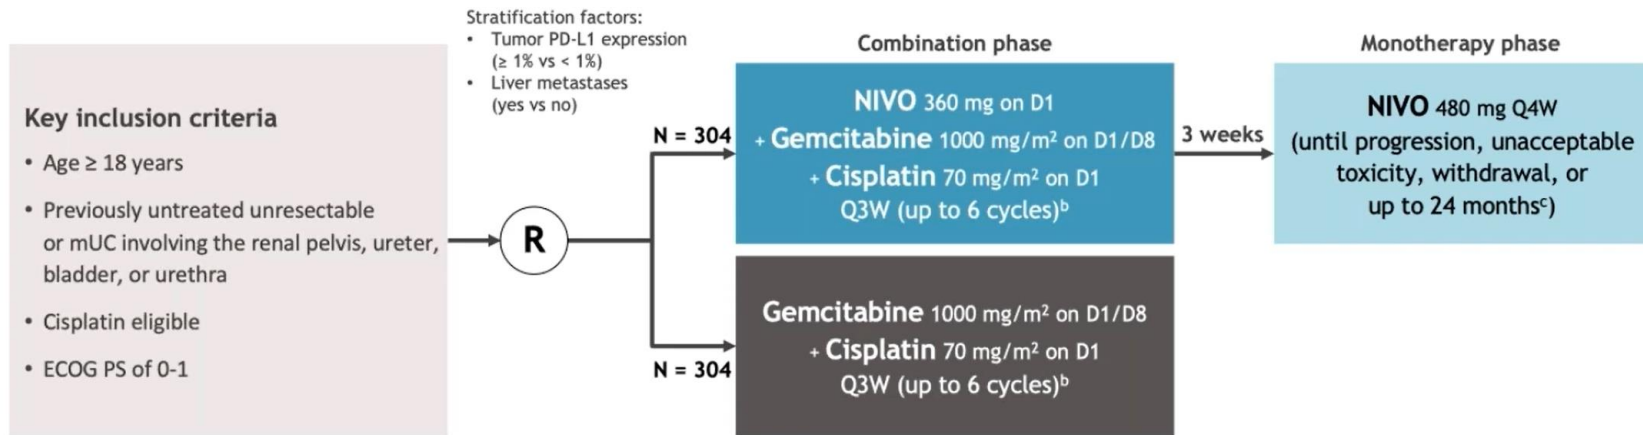 Stratification factors:
• Tumor PD-L1 expression
(≥ 1% vs < 1%)
• Liver metastases
(yes vs no)
Key inclusion criteria
• Age ≥ 18 years
• Previously untreated unresectable
or mUC involving the renal pelvis, ureter,
bladder, or urethra
• Cisplatin eligible
• ECOG PS of 0-1
R
N = 304
N = 304
Combination phase
NIVO 360 mg on D1
+ Gemcitabine 1000 mg/m² on D1/D8
+ Cisplatin 70 mg/m² on D1
Q3W (up to 6 cycles)ᵇ
Gemcitabine 1000 mg/m² on D1/D8
+ Cisplatin 70 mg/m² on D1
Q3W (up to 6 cycles)ᵇ
3 weeks
Monotherapy phase
NIVO 480 mg Q4W
(until progression, unacceptable
toxicity, withdrawal, or
up to 24 monthsᶜ)